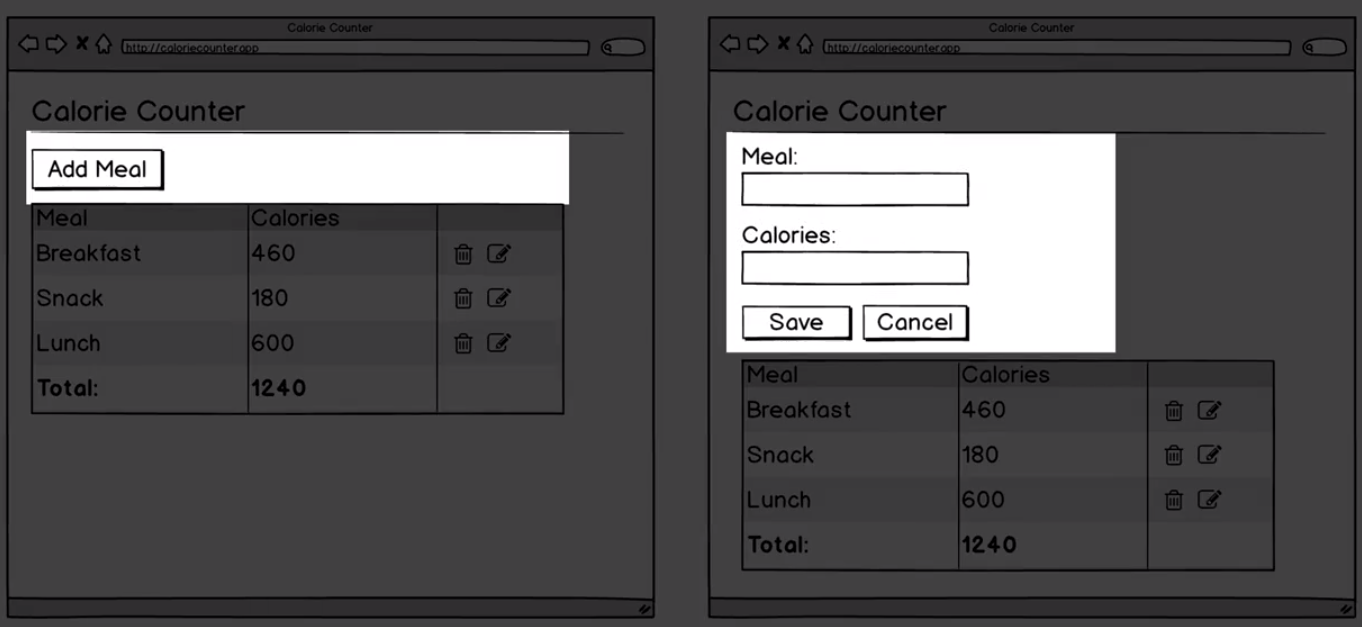 Calorie Counter
http://caloriecounter.app
Calorie Counter
Add Meal
Meal Calories
Breakfast 460
Snack 180
Lunch 600
Total: 1240
Calorie Counter
http://caloriecounter.app
Calorie Counter
Meal:
Calories:
Save Cancel
Meal Calories
Breakfast 460
Snack 180
Lunch 600
Total: 1240